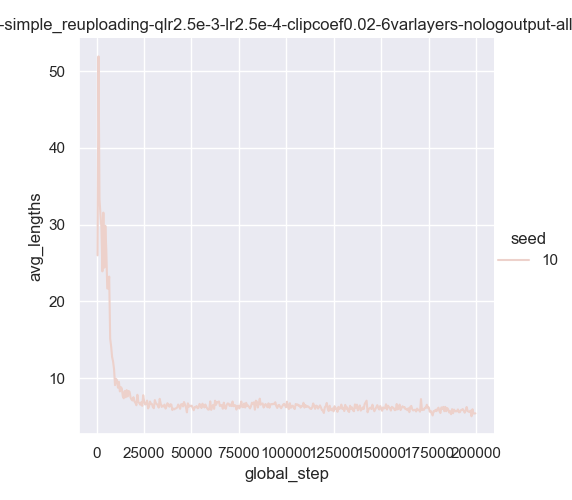 -simple_reuploading-qlr2.5e-3-lr2.5e-4-clipcoef0.02-6varlayers-nologoutput-all
50
40
30
20
10
avg_lengths
seed
10
0 25000 50000 75000 100000 125000 150000 175000 200000
global_step